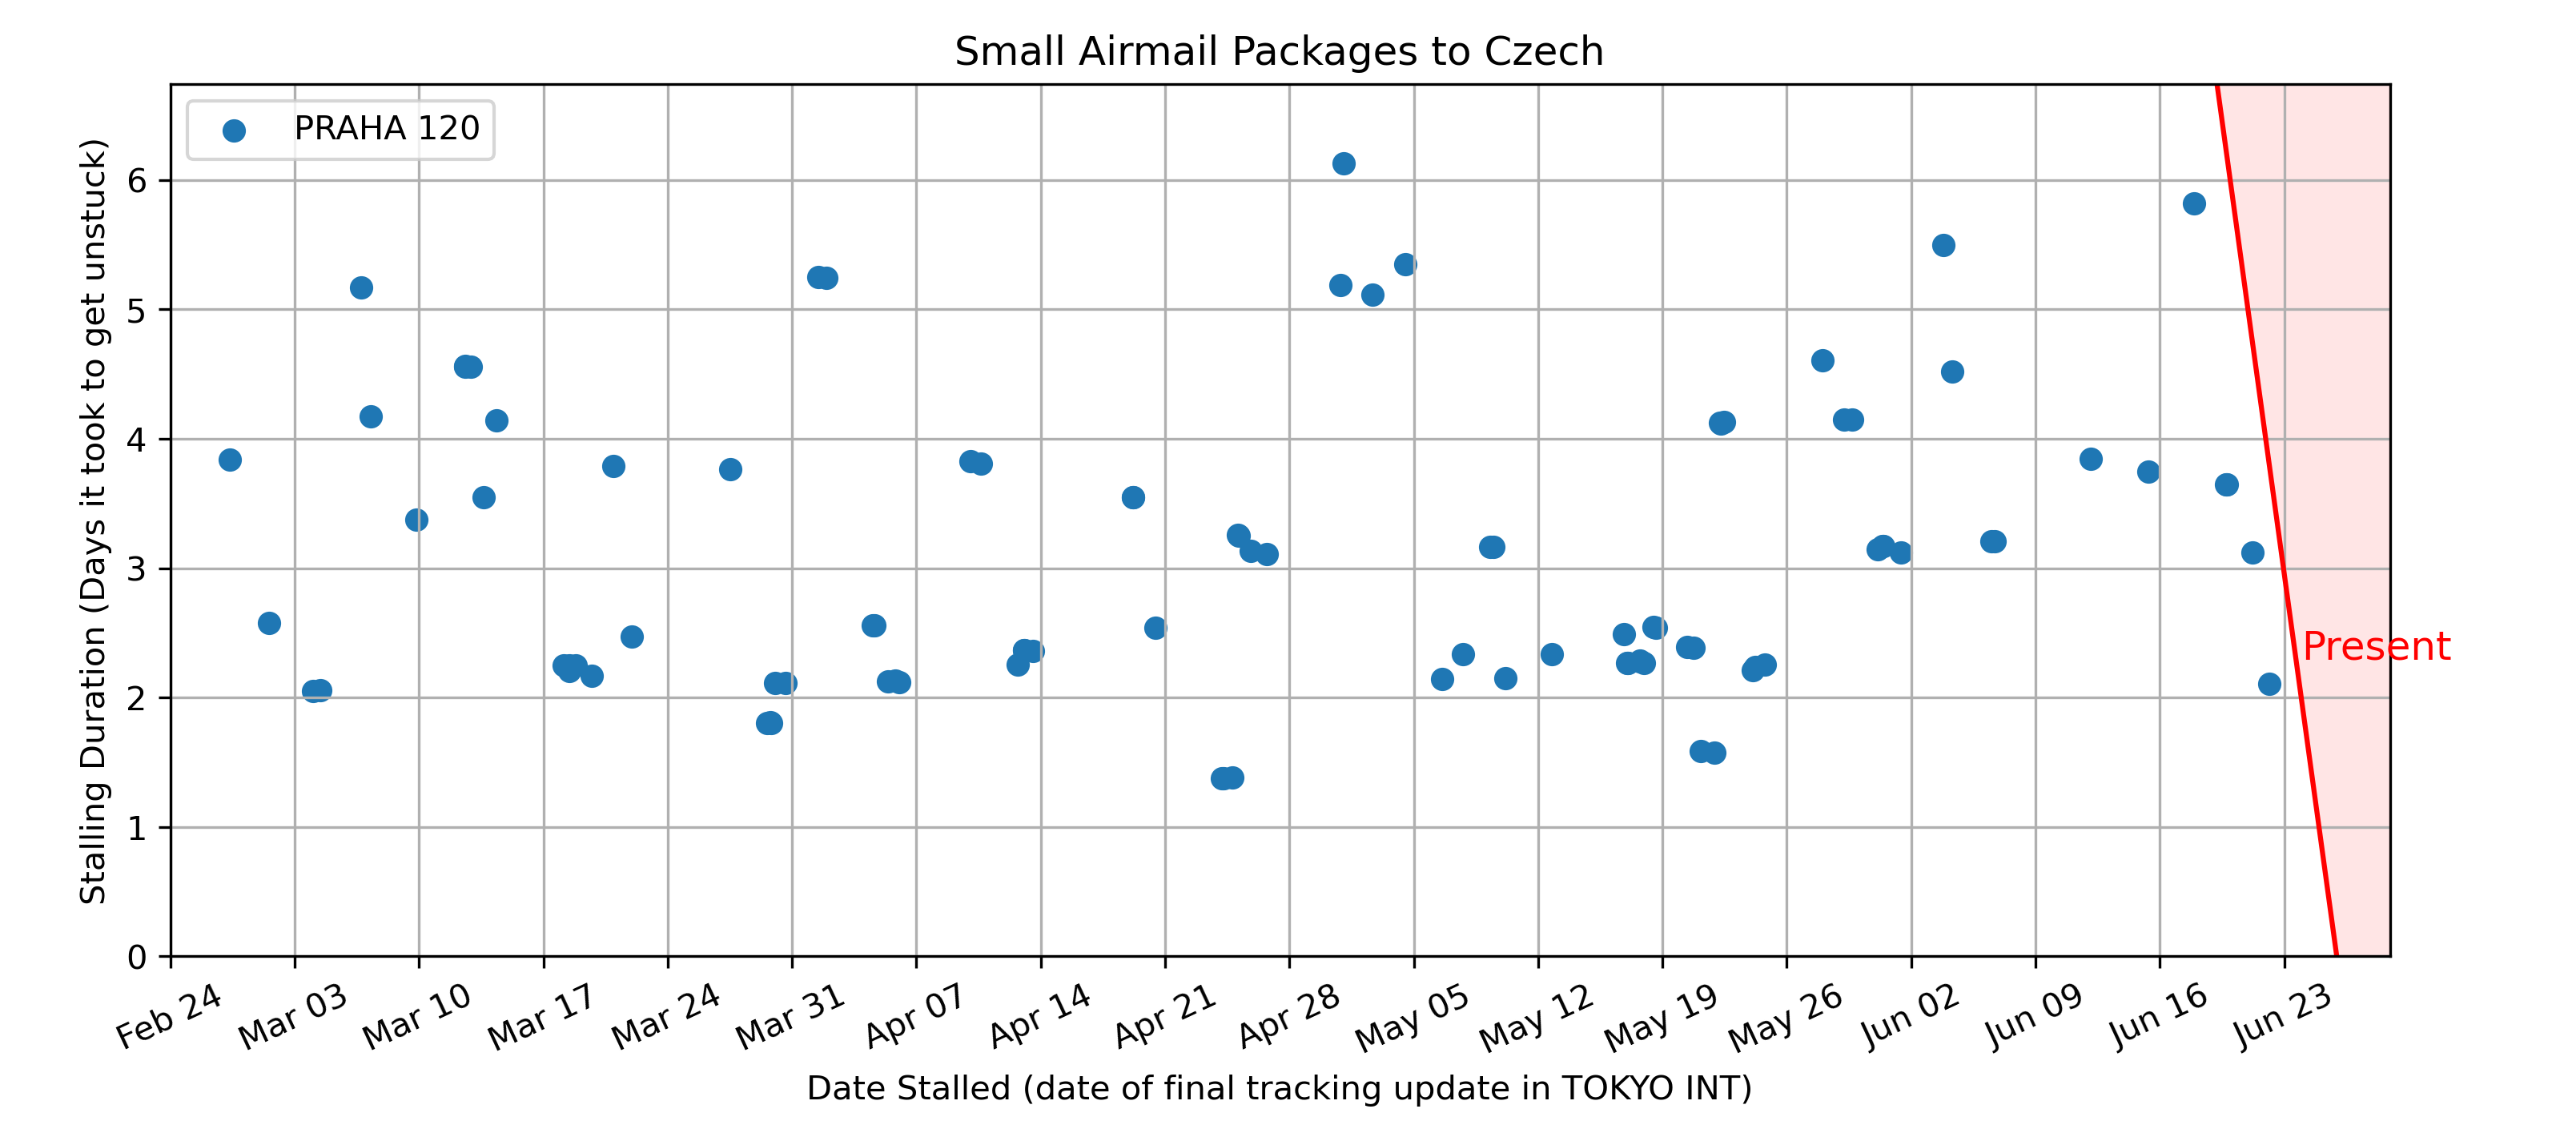 Small Airmail Packages to Czech
PRAHA 120
Stalling Duration (Days it took to get unstuck)
6
5
4
3
2
1
0
Present
Feb 24
Mar 03
Mar 10
Mar 17
Mar 24
Mar 31
Apr 07
Apr 14
Apr 21
Apr 28
May 05
May 12
May 19
May 26
Jun 02
Jun 09
Jun 16
Jun 23
Date Stalled (date of final tracking update in TOKYO INT)